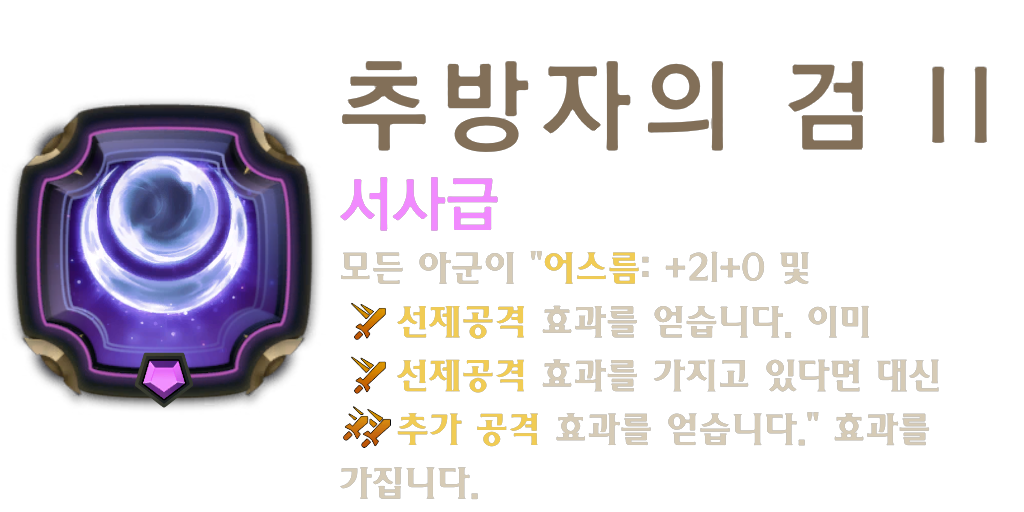 추방자의 검 II
서사급
모든 아군이 "어스름: +2|+0 및
선제공격 효과를 얻습니다. 이미
선제공격 효과를 가지고 있다면 대신
추가 공격 효과를 얻습니다." 효과를
가집니다.